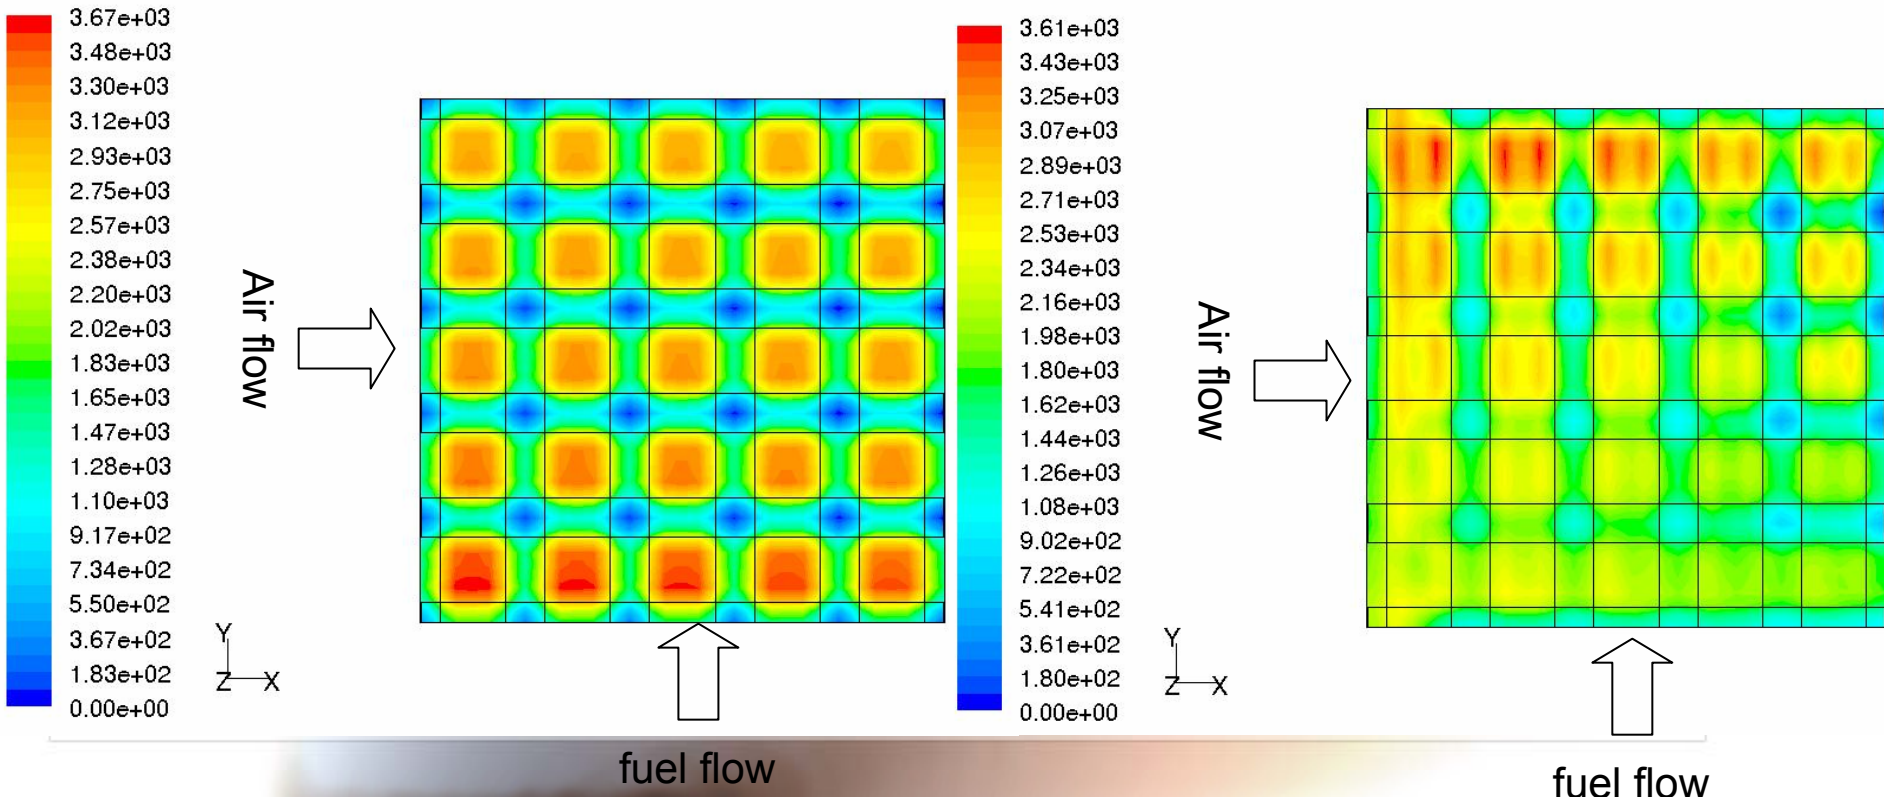 3.67e+03
3.48e+03
3.30e+03
3.12e+03
2.93e+03
2.75e+03
2.57e+03
2.38e+03
2.20e+03
2.02e+03
1.83e+03
1.65e+03
1.47e+03
1.28e+03
1.10e+03
9.17e+02
7.34e+02
5.50e+02
3.67e+02
1.83e+02
0.00e+00
Air flow
Y
Z X
fuel flow
3.61e+03
3.43e+03
3.25e+03
3.07e+03
2.89e+03
2.71e+03
2.53e+03
2.34e+03
2.16e+03
1.98e+03
1.80e+03
1.62e+03
1.44e+03
1.26e+03
1.08e+03
9.02e+02
7.22e+02
5.41e+02
3.61e+02
1.80e+02
0.00e+00
Air flow
Y
Z X
fuel flow